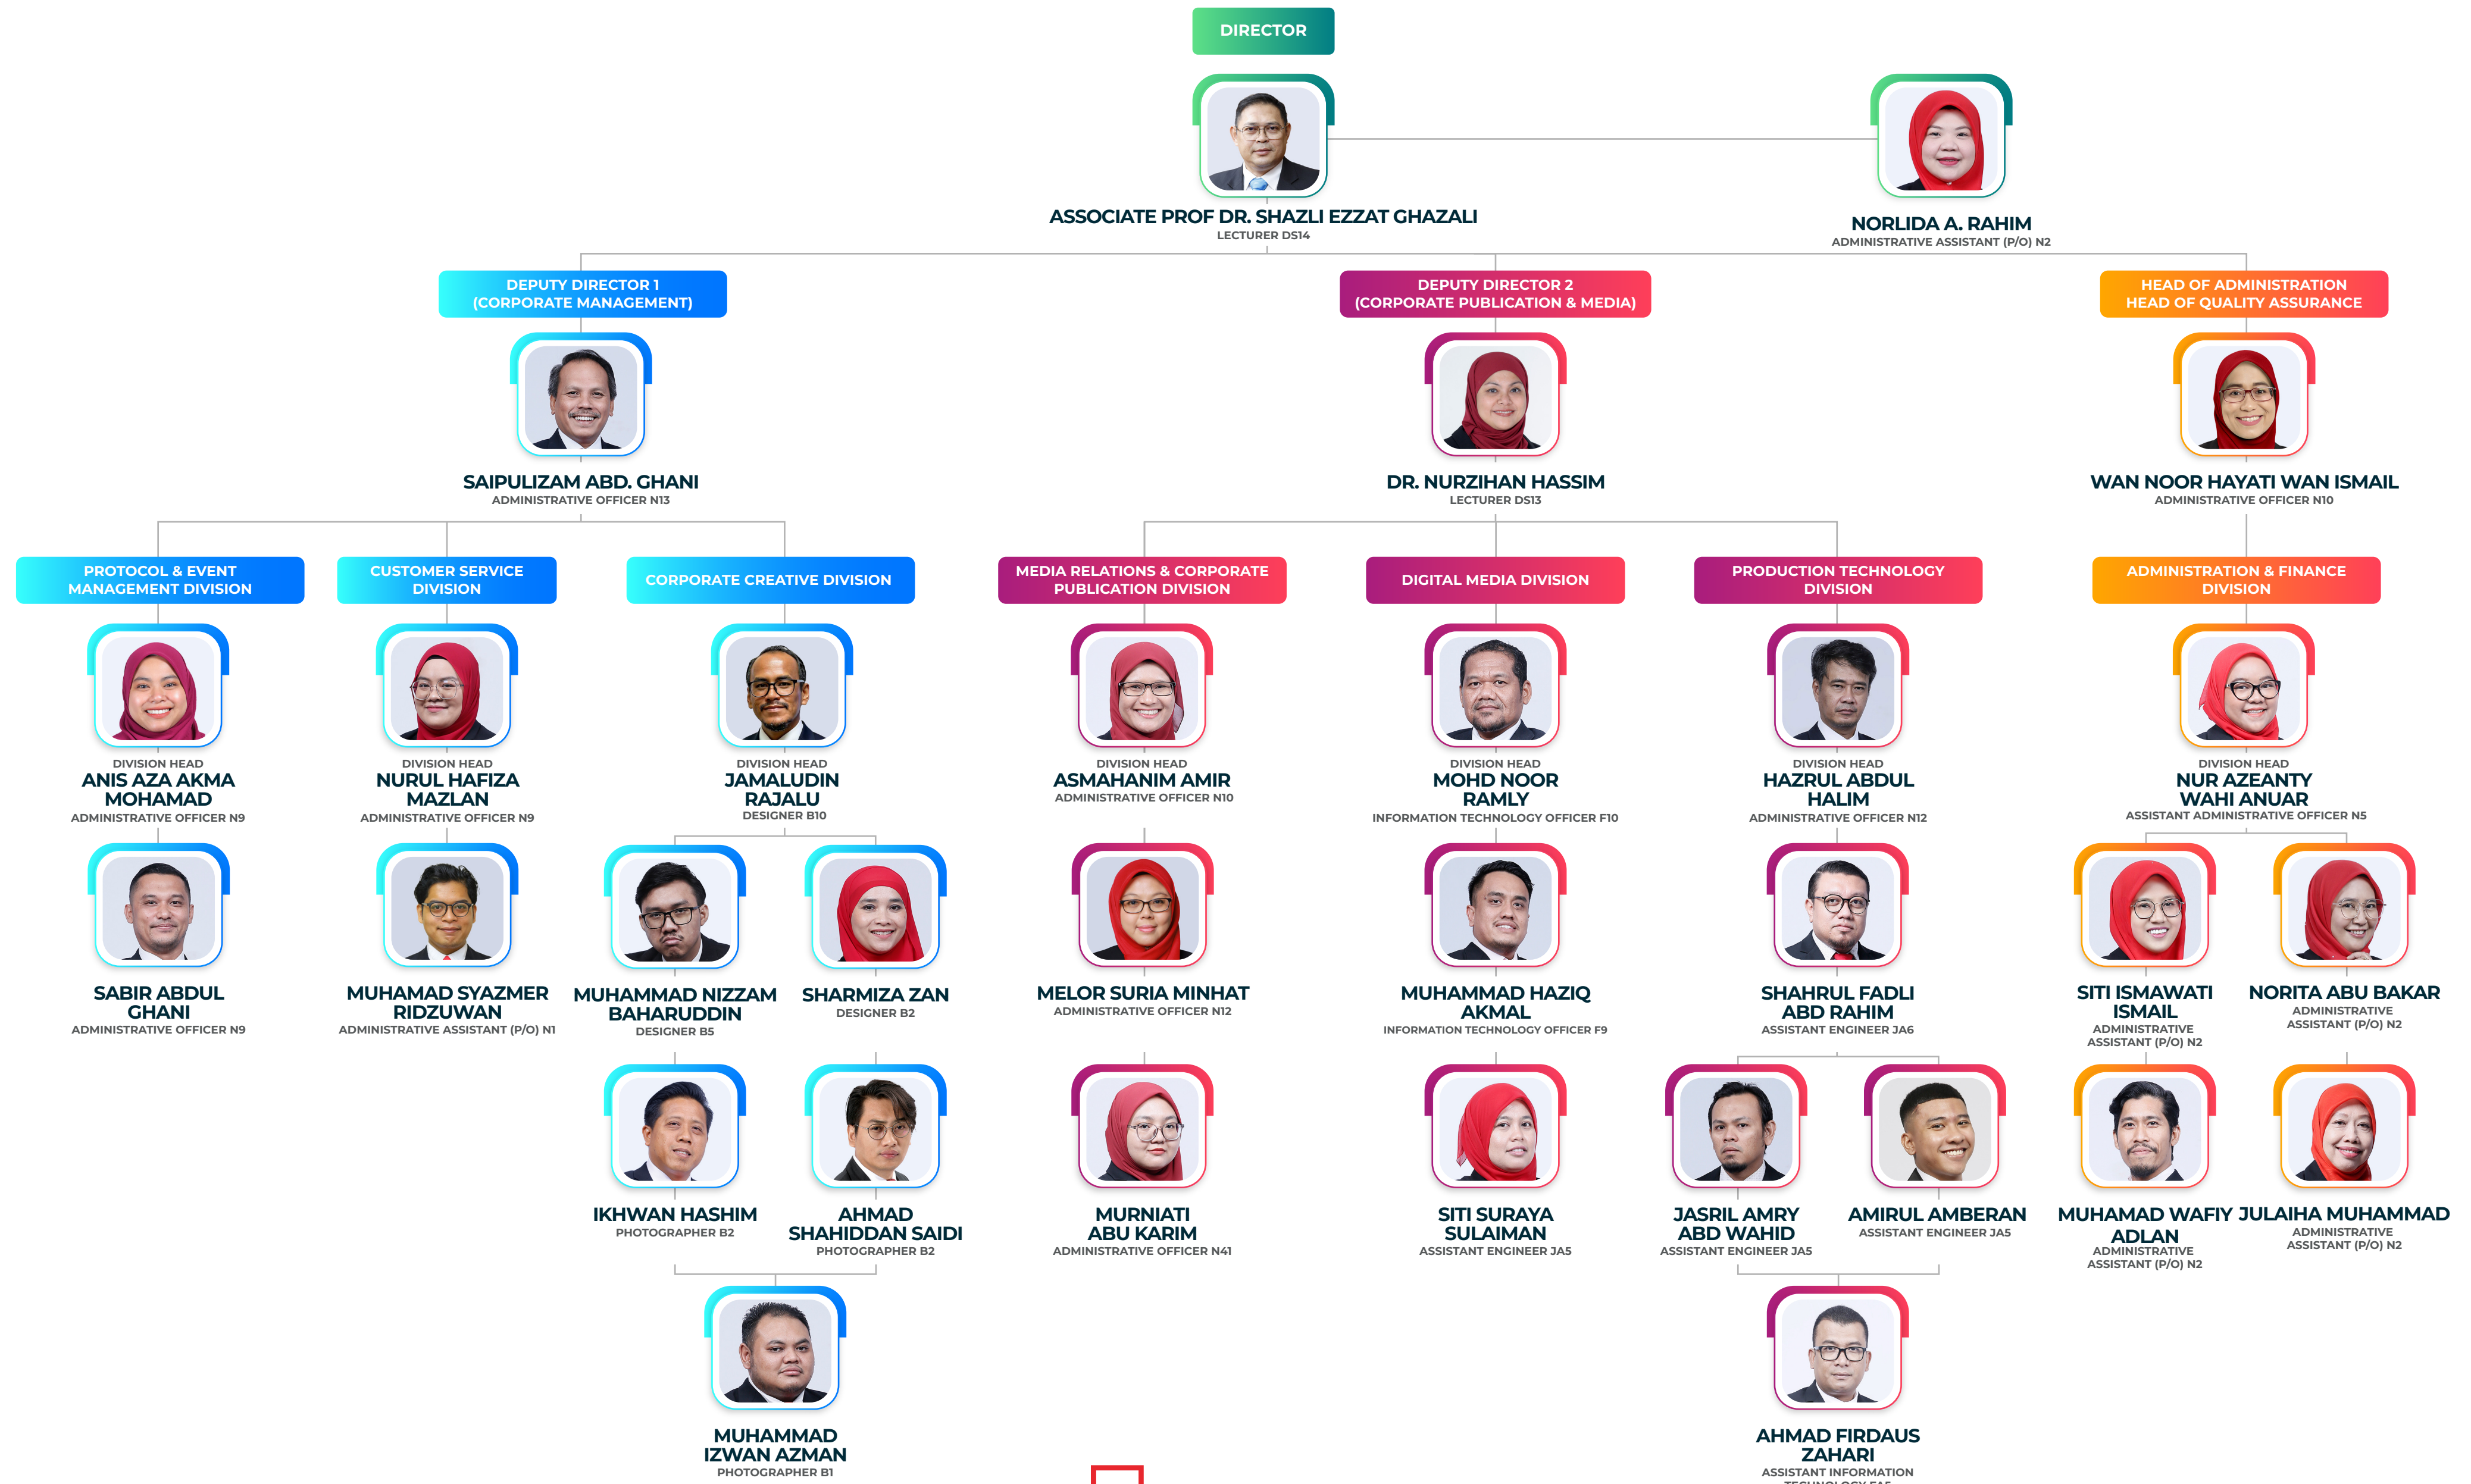 DIRECTOR
ASSOCIATE PROF DR. SHAZLI EZZAT GHAZALI
LECTURER DS14
NORLIDA A. RAHIM
ADMINISTRATIVE ASSISTANT (P/O) N2
DEPUTY DIRECTOR 1
(CORPORATE MANAGEMENT)
SAIPULIZAM ABD. GHANI
ADMINISTRATIVE OFFICER N13
DEPUTY DIRECTOR 2
(CORPORATE PUBLICATION & MEDIA)
DR. NURZIHAN HASSIM
LECTURER DS13
HEAD OF ADMINISTRATION
HEAD OF QUALITY ASSURANCE
WAN NOOR HAYATI WAN ISMAIL
ADMINISTRATIVE OFFICER N10
PROTOCOL & EVENT
MANAGEMENT DIVISION
DIVISION HEAD
ANIS AZA AKMA
MOHAMAD
ADMINISTRATIVE OFFICER N9
SABIR ABDUL
GHANI
ADMINISTRATIVE OFFICER N9
CUSTOMER SERVICE
DIVISION
DIVISION HEAD
NURUL HAFIZA
MAZLAN
ADMINISTRATIVE OFFICER N9
MUHAMAD SYAZMER
RIDZUWAN
ADMINISTRATIVE ASSISTANT (P/O) N1
CORPORATE CREATIVE DIVISION
DIVISION HEAD
JAMALUDIN
RAJALU
DESIGNER B10
MUHAMMAD NIZZAM
BAHARUDDIN
DESIGNER B5
SHARMIZA ZAN
DESIGNER B2
IKHWAN HASHIM
PHOTOGRAPHER B2
AHMAD
SHAHIDDAN SAIDI
PHOTOGRAPHER B2
MUHAMMAD
IZWAN AZMAN
PHOTOGRAPHER B1
MEDIA RELATIONS & CORPORATE
PUBLICATION DIVISION
DIVISION HEAD
ASMAHANIM AMIR
ADMINISTRATIVE OFFICER N10
MELOR SURIA MINHAT
ADMINISTRATIVE OFFICER N12
MURNIATI
ABU KARIM
ADMINISTRATIVE OFFICER N41
DIGITAL MEDIA DIVISION
DIVISION HEAD
MOHD NOOR
RAMLY
INFORMATION TECHNOLOGY OFFICER F10
MUHAMMAD HAZIQ
AKMAL
INFORMATION TECHNOLOGY OFFICER F9
SITI SURAYA
SULAIMAN
ASSISTANT ENGINEER JA5
PRODUCTION TECHNOLOGY
DIVISION
DIVISION HEAD
HAZRUL ABDUL
HALIM
ADMINISTRATIVE OFFICER N12
SHAHRUL FADLI
ABD RAHIM
ASSISTANT ENGINEER JA6
JASRIL AMRY
ABD WAHID
ASSISTANT ENGINEER JA5
AMIRUL AMBERAN
ASSISTANT ENGINEER JA5
AHMAD FIRDAUS
ZAHARI
ASSISTANT INFORMATION
ADMINISTRATION & FINANCE
DIVISION
DIVISION HEAD
NUR AZEANTY
WAHI ANUAR
ASSISTANT ADMINISTRATIVE OFFICER N5
SITI ISMAWATI
ISMAIL
ADMINISTRATIVE
ASSISTANT (P/O) N2
NORITA ABU BAKAR
ADMINISTRATIVE
ASSISTANT (P/O) N2
MUHAMAD WAFIY
ADLAN
ADMINISTRATIVE
ASSISTANT (P/O) N2
JULAIHA MUHAMMAD
ADMINISTRATIVE
ASSISTANT (P/O) N2